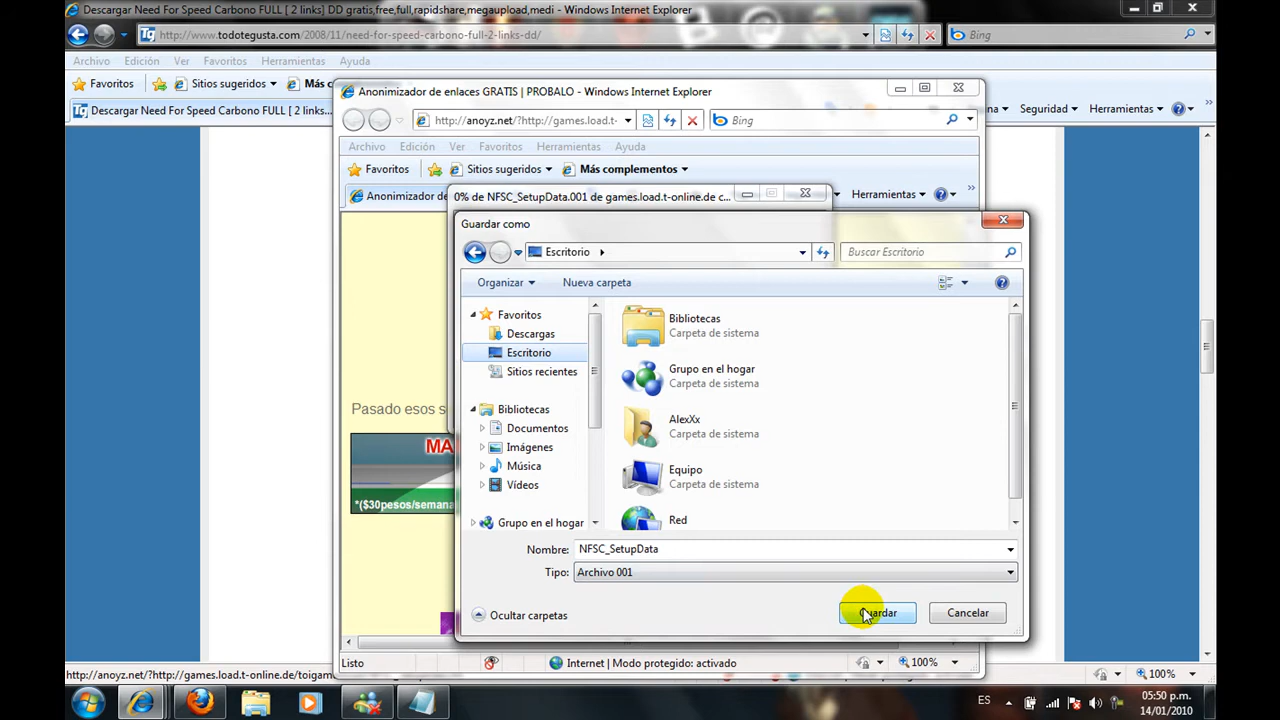 Descargar Need For Speed Carbono FULL [ 2 links] DD gratis,free,full,rapidshare,megaupload,medi - Windows Internet Explorer
http://www.todotegusta.com/2008/11/need-for-speed-carbono-full-2-links-dd/
Bing
Archivo Edición Ver Favoritos Herramientas Ayuda
Favoritos Sitios sugeridos
Tg Descargar Need For Speed Carbono FULL [ 2 links...
Seguridad Herramientas
Anonimizador de enlaces GRATIS | PROBALO - Windows Internet Explorer
http://anoyz.net/?http://games.load.t-
Bing
Archivo Edición Ver Favoritos Herramientas Ayuda
Favoritos Sitios sugeridos Más complementos
Herramientas
0% de NFSC_SetupData.001 de games.load.t-online.de c...
Guardar como
Escritorio
Buscar Escritorio
Organizar Nueva carpeta
Favoritos
Descargas
Escritorio
Sitios recientes
Bibliotecas
Documentos
Imágenes
Música
Vídeos
Grupo en el hogar
Bibliotecas
Carpeta de sistema
Grupo en el hogar
Carpeta de sistema
AlexXx
Carpeta de sistema
Equipo
Carpeta de sistema
Red
Nombre: NFSC_SetupData
Tipo: Archivo 001
Ocultar carpetas
Guardar
Cancelar
Pasado esos s
MA
*($30pesos/semana
Listo
Internet | Modo protegido: activado
100%
http://anoyz.net/?http://games.load.t-online.de/toigam
100%
ES
05:50 p.m.
14/01/2010